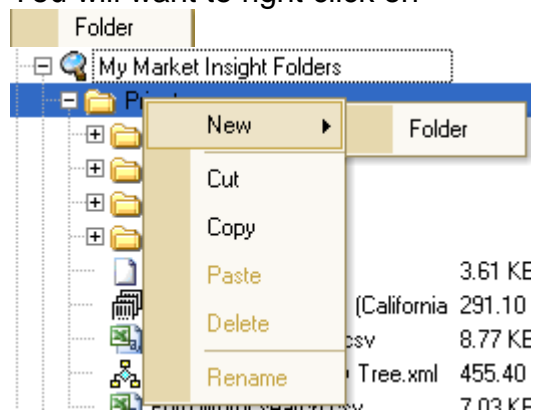 You will want to right click on
Folder
My Market Insight Folders
New Folder
Cut
Copy
Paste 3.61 KB
(California 291.10
Delete
csv 8.77 KB
Rename Tree.xml 455.40
7.03 KB